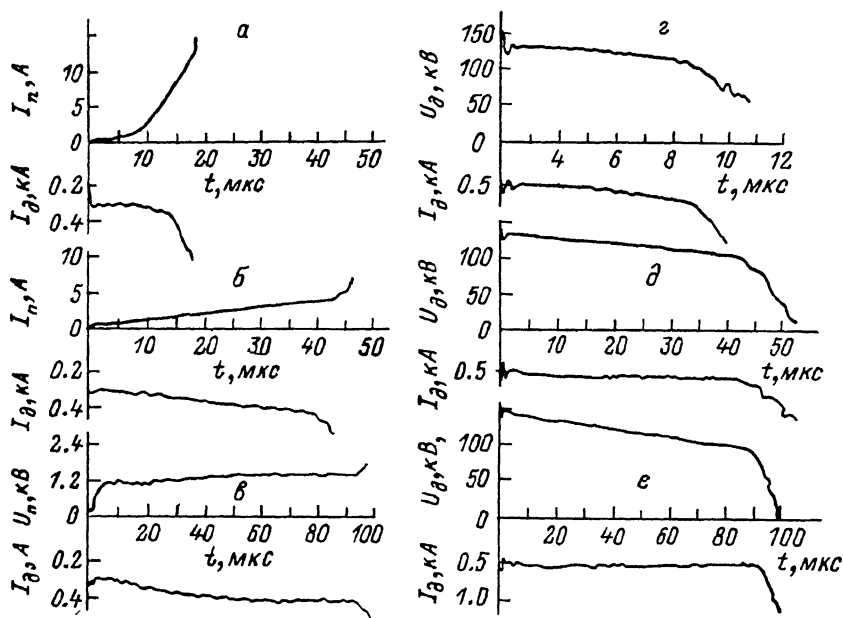 а
I_п, А
10
5
0
10 20 30 40 50
t, мкс
I_д, кА
0.2
0.4
б
I_п, А
10
5
0
10 20 30 40 50
t, мкс
I_д, кА
0.2
0.4
в
U_п, кВ
2.4
1.2
0
20 40 60 80 100
t, мкс
I_д, А
0.2
0.4
г
U_д, кВ
150
100
50
0
4 6 8 10 12
t, мкс
I_д, кА
0.5
д
U_д, кВ
100
50
0
10 20 30 40 50
t, мкс
I_д, кА
0.5
е
U_д, кВ,
100
50
0
20 40 60 80 100
t, мкс
I_д, кА
0.5
1.0